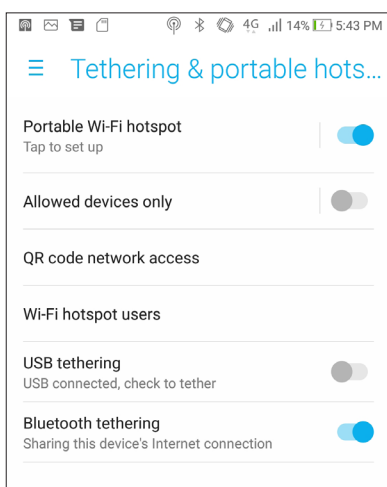 4G 14% 5:43 PM
Tethering & portable hots...
Portable Wi-Fi hotspot
Tap to set up
Allowed devices only
QR code network access
Wi-Fi hotspot users
USB tethering
USB connected, check to tether
Bluetooth tethering
Sharing this device's Internet connection